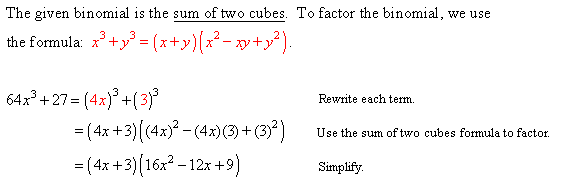 The given binomial is the sum of two cubes. To factor the binomial, we use
the formula: x³ + y³ = (x + y)(x² − xy + y²).
64x³ + 27 = (4x)³ + (3)³ Rewrite each term.
= (4x + 3)((4x)² − (4x)(3) + (3)²) Use the sum of two cubes formula to factor.
= (4x + 3)(16x² − 12x + 9) Simplify.